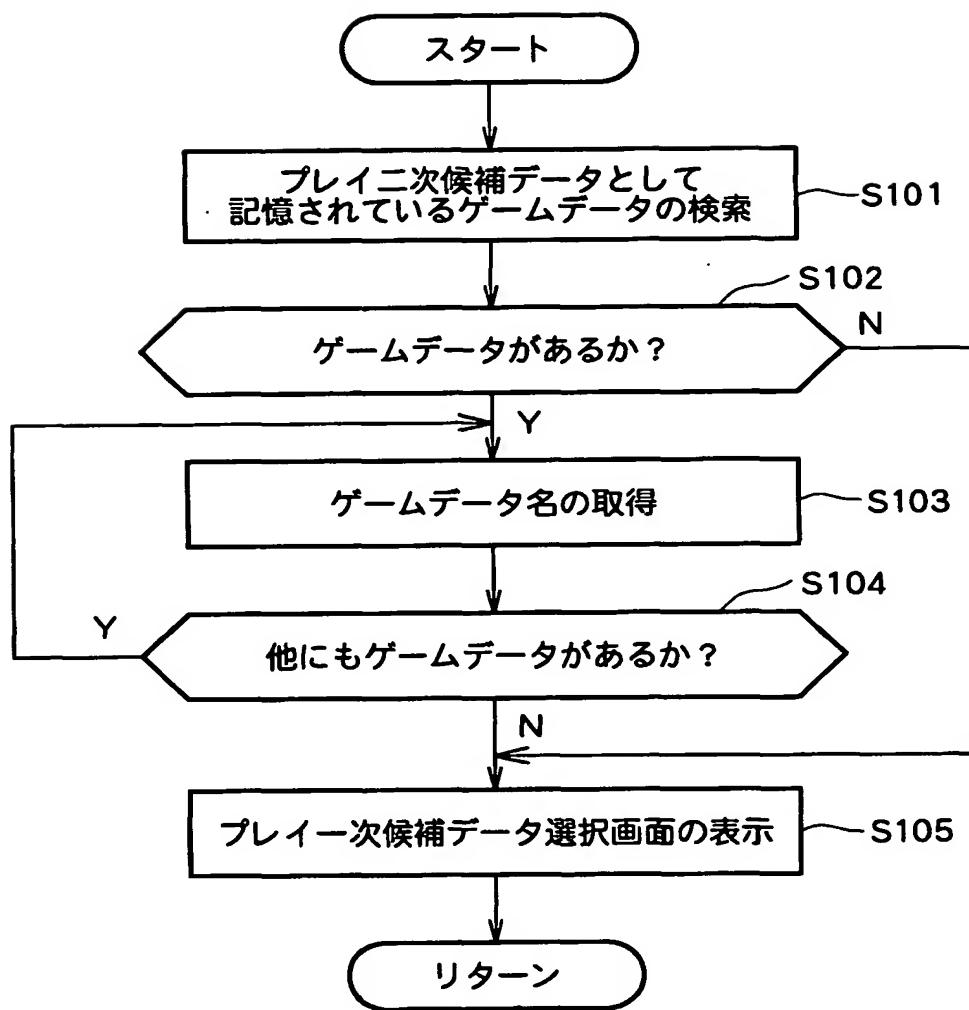 スタート
プレイ二次候補データとして
記憶されているゲームデータの検索
S101
S102
ゲームデータがあるか?
N
Y
ゲームデータ名の取得
S103
S104
Y
他にもゲームデータがあるか?
N
プレイ一次候補データ選択画面の表示
S105
リターン